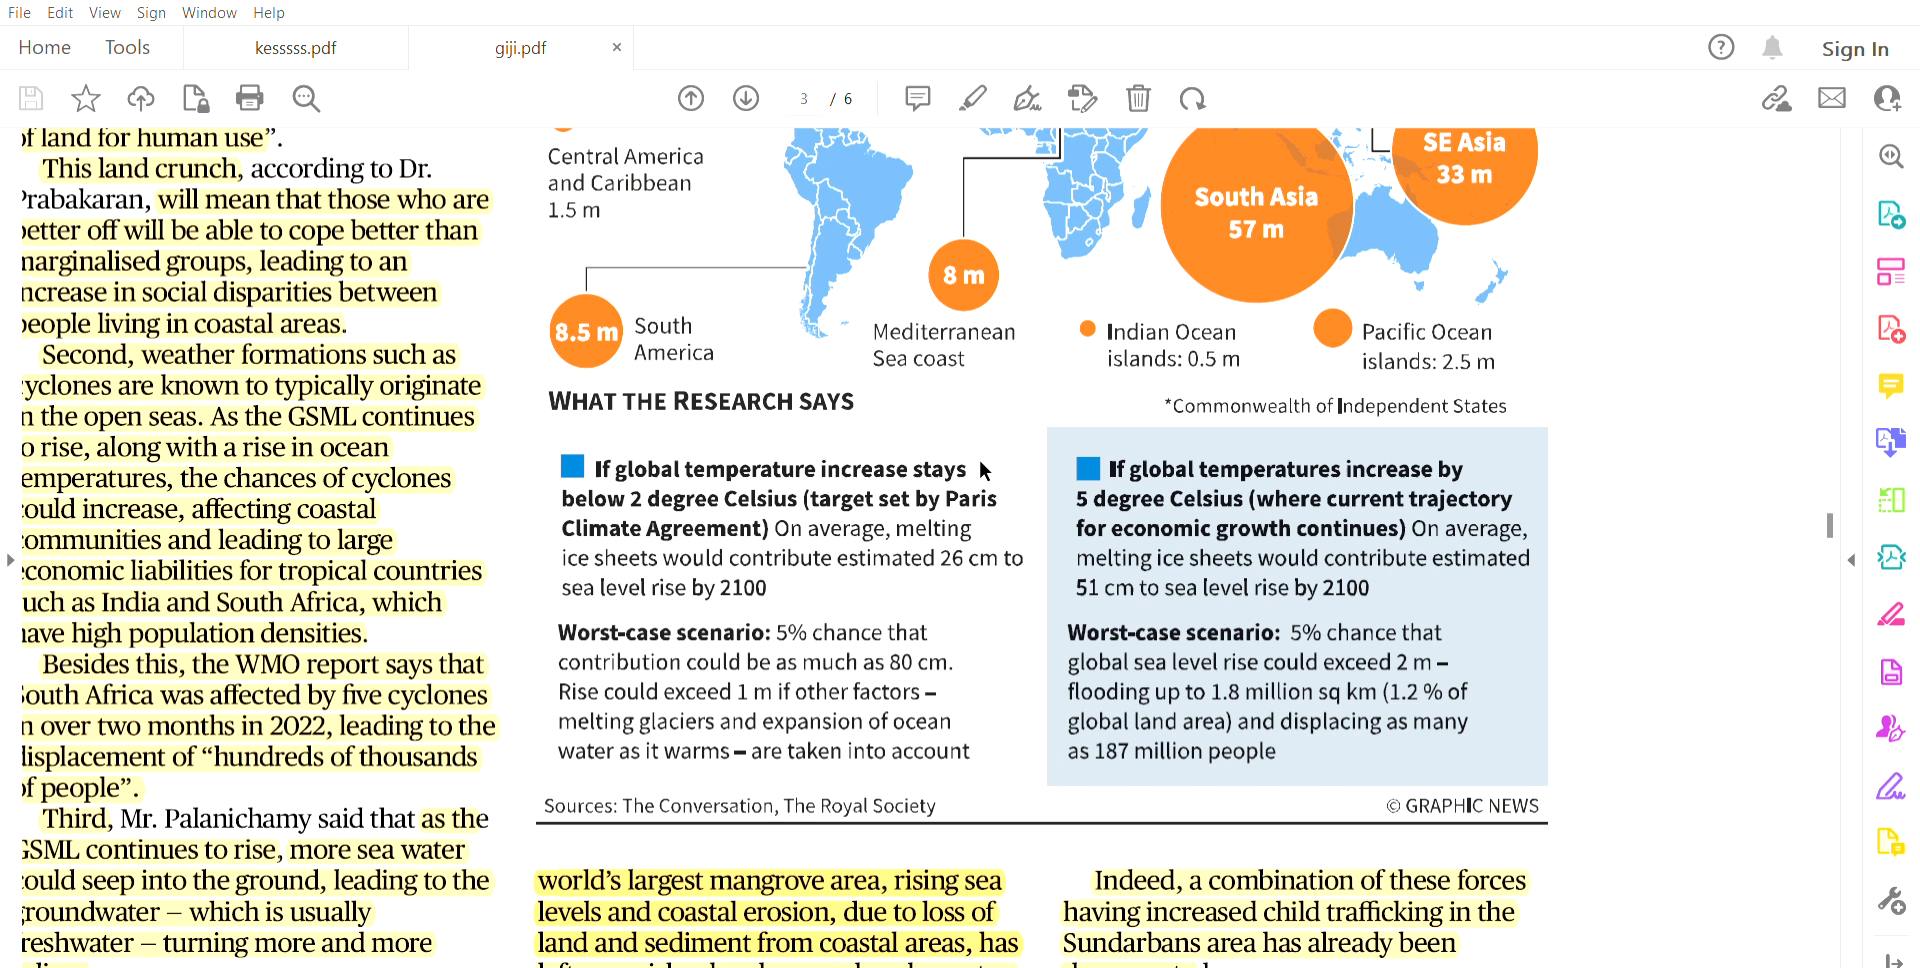 File Edit View Sign Window Help
Home Tools kesssss.pdf giji.pdf × Sign In
3 / 6
of land for human use”.
This land crunch, according to Dr.
Prabakaran, will mean that those who are
better off will be able to cope better than
marginalised groups, leading to an
ncrease in social disparities between
people living in coastal areas.
Second, weather formations such as
cyclones are known to typically originate
n the open seas. As the GSML continues
o rise, along with a rise in ocean
emperatures, the chances of cyclones
could increase, affecting coastal
communities and leading to large
economic liabilities for tropical countries
uch as India and South Africa, which
have high population densities.
Besides this, the WMO report says that
South Africa was affected by five cyclones
n over two months in 2022, leading to the
displacement of “hundreds of thousands
of people”.
Third, Mr. Palanichamy said that as the
GSML continues to rise, more sea water
could seep into the ground, leading to the
groundwater – which is usually
freshwater – turning more and more
Central America
and Caribbean
1.5 m
8.5 m South
America
8 m
Mediterranean
Sea coast
South Asia
57 m
SE Asia
33 m
Indian Ocean
islands: 0.5 m
Pacific Ocean
islands: 2.5 m
WHAT THE RESEARCH SAYS
*Commonwealth of Independent States
If global temperature increase stays
below 2 degree Celsius (target set by Paris
Climate Agreement) On average, melting
ice sheets would contribute estimated 26 cm to
sea level rise by 2100
Worst-case scenario: 5% chance that
contribution could be as much as 80 cm.
Rise could exceed 1 m if other factors –
melting glaciers and expansion of ocean
water as it warms – are taken into account
If global temperatures increase by
5 degree Celsius (where current trajectory
for economic growth continues) On average,
melting ice sheets would contribute estimated
51 cm to sea level rise by 2100
Worst-case scenario: 5% chance that
global sea level rise could exceed 2 m –
flooding up to 1.8 million sq km (1.2 % of
global land area) and displacing as many
as 187 million people
Sources: The Conversation, The Royal Society
© GRAPHIC NEWS
world’s largest mangrove area, rising sea
levels and coastal erosion, due to loss of
land and sediment from coastal areas, has
Indeed, a combination of these forces
having increased child trafficking in the
Sundarbans area has already been